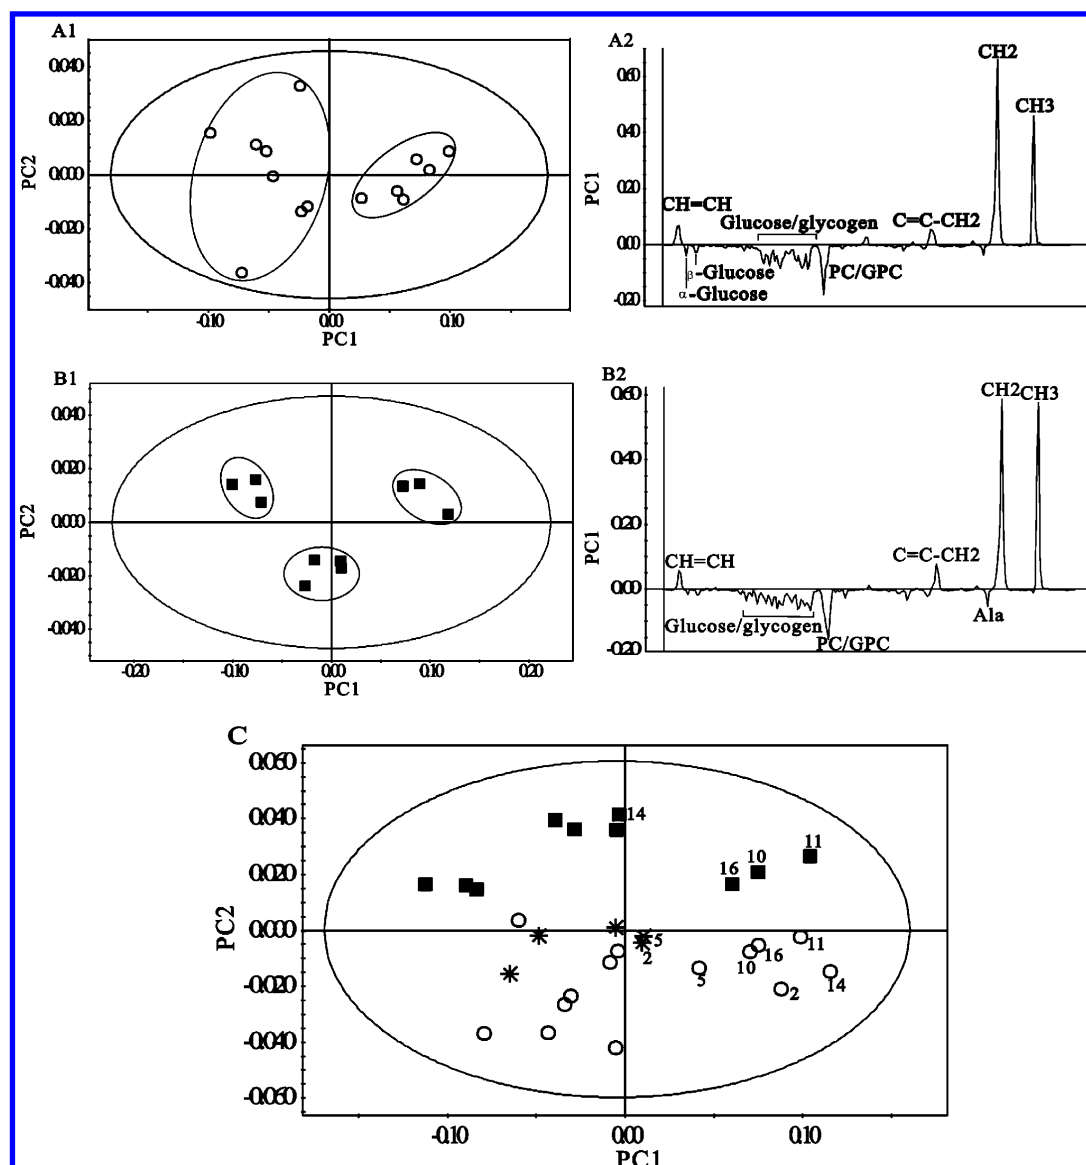 A1
0.040
0.020
0.000
-0.020
-0.040
PC2
-0.10
0.00
0.10
PC1
A2
0.60
0.40
0.20
0.00
-0.20
PC1
CH2
CH3
CH=CH
Glucose/glycogen
C=C-CH2
β-Glucose
α-Glucose
PC/GPC
B1
0.040
0.020
0.000
-0.020
-0.040
PC2
-0.20
-0.10
0.00
0.10
0.20
PC1
B2
0.60
0.40
0.20
0.00
-0.20
PC1
CH2
CH3
CH=CH
C=C-CH2
Glucose/glycogen
PC/GPC
Ala
C
0.060
0.040
0.020
0.000
-0.020
-0.040
-0.060
PC2
14
11
10
16
5
2
11
16
10
5
2
14
-0.10
0.00
0.10
PC1